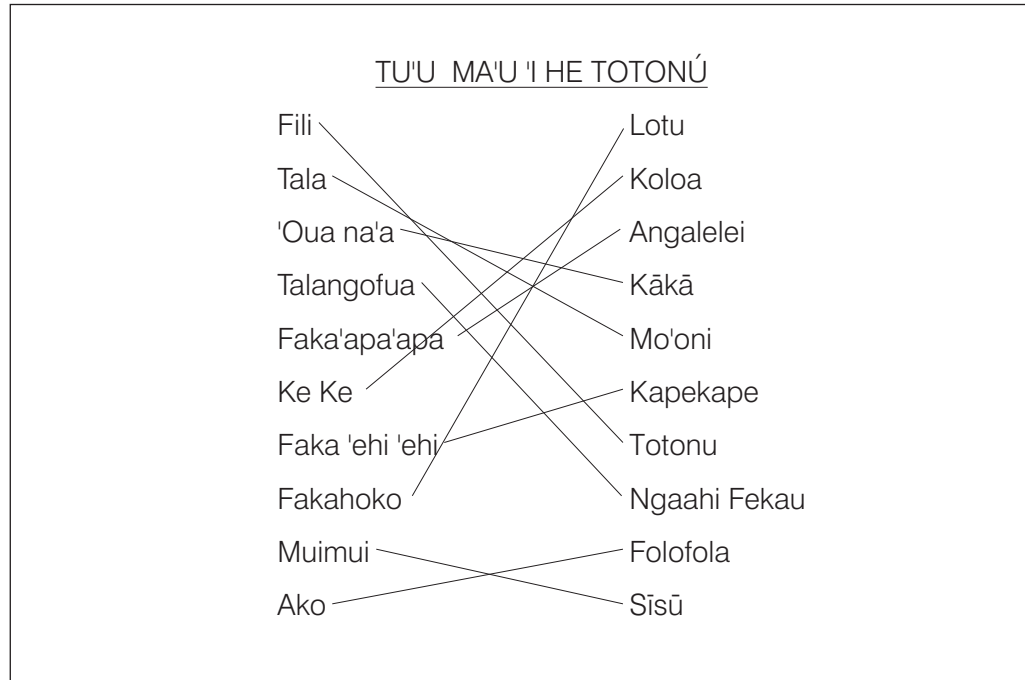 TU'U MA'U 'I HE TOTONÚ
Fili Lotu
Tala Koloa
'Oua na'a Angalelei
Talangofua Kākā
Faka'apa'apa Mo'oni
Ke Ke Kapekape
Faka 'ehi 'ehi Totonu
Fakahoko Ngaahi Fekau
Muimui Folofola
Ako Sīsū